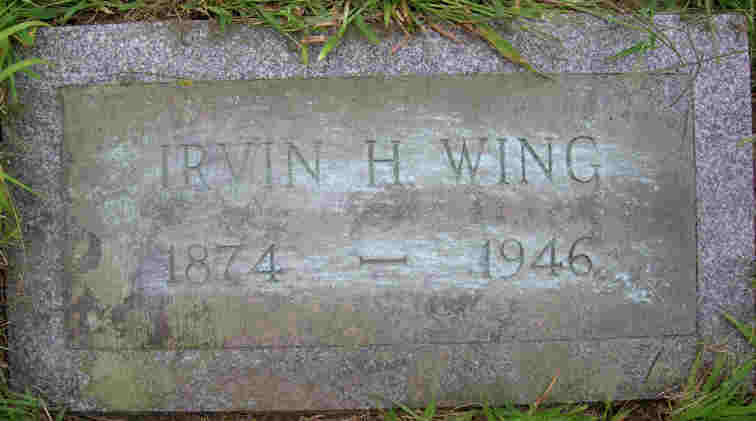 IRVIN H WING
1874 — 1946